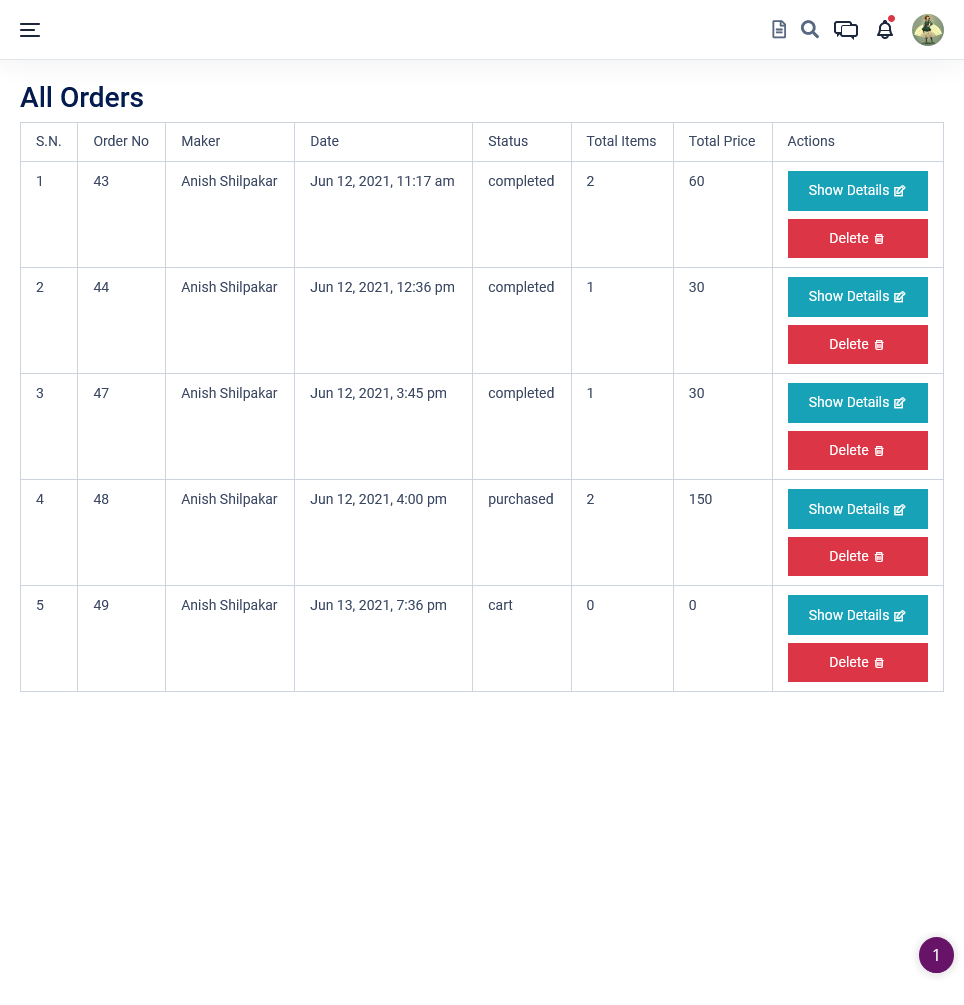 All Orders
S.N. Order No Maker Date Status Total Items Total Price Actions
1 43 Anish Shilpakar Jun 12, 2021, 11:17 am completed 2 60 Show Details
Delete
2 44 Anish Shilpakar Jun 12, 2021, 12:36 pm completed 1 30 Show Details
Delete
3 47 Anish Shilpakar Jun 12, 2021, 3:45 pm completed 1 30 Show Details
Delete
4 48 Anish Shilpakar Jun 12, 2021, 4:00 pm purchased 2 150 Show Details
Delete
5 49 Anish Shilpakar Jun 13, 2021, 7:36 pm cart 0 0 Show Details
Delete
1